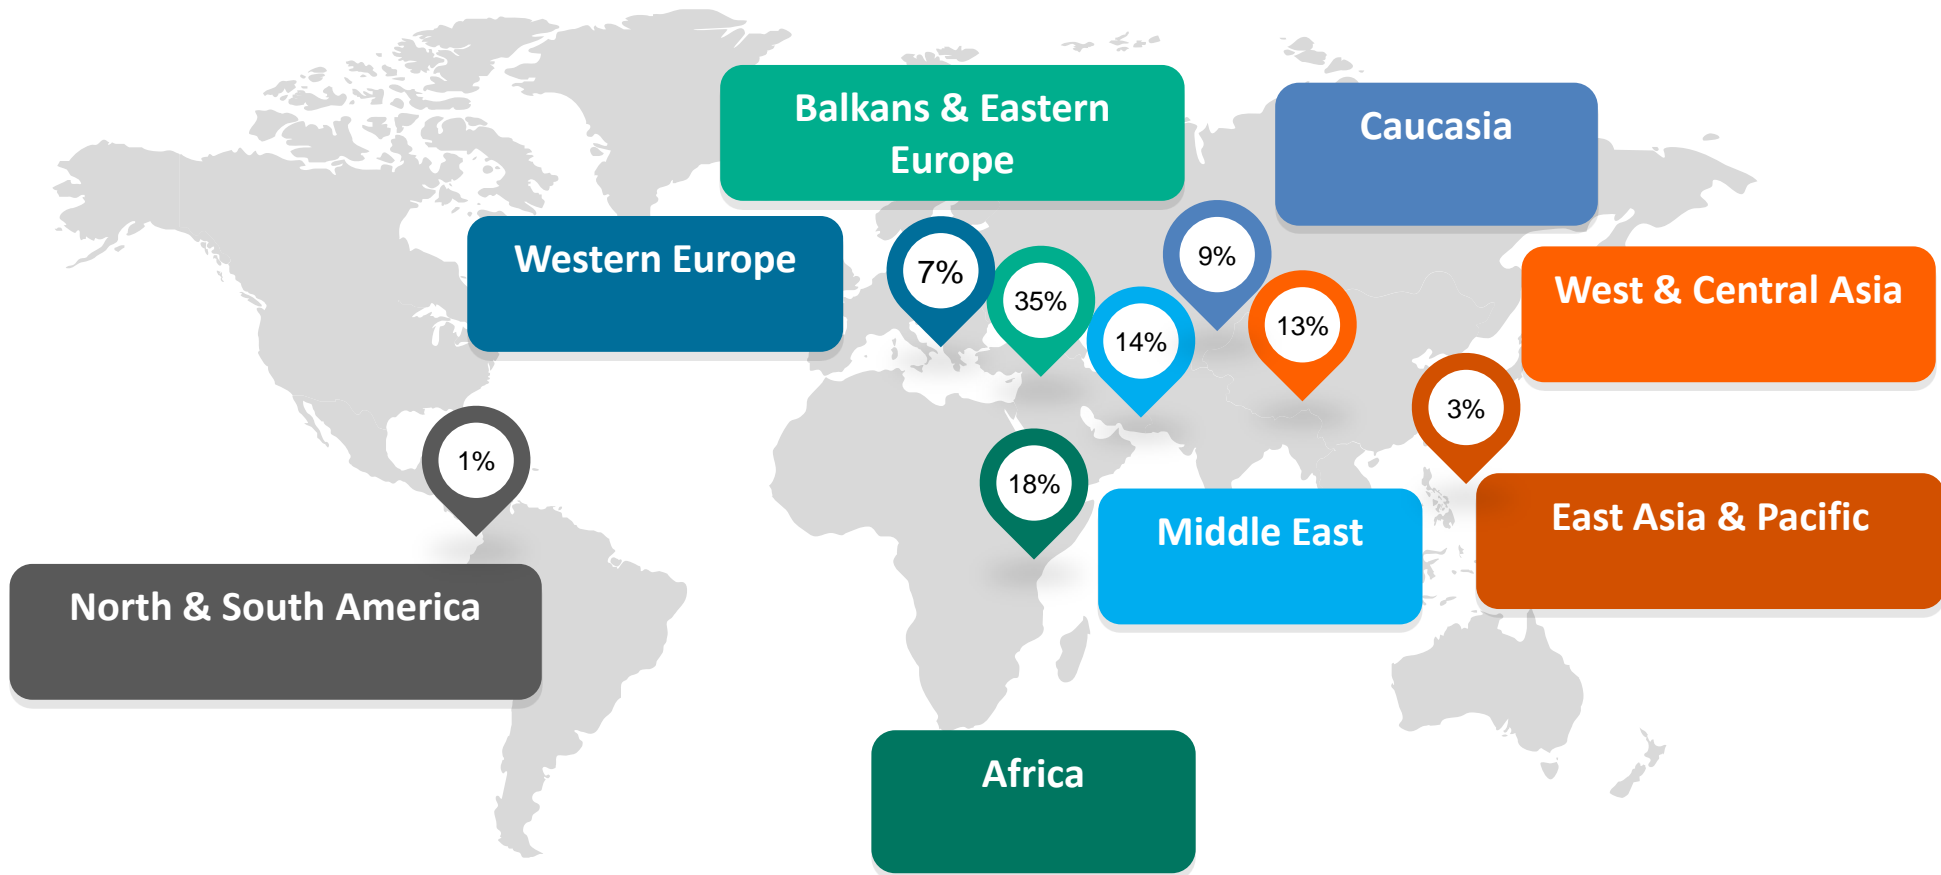 Balkans & Eastern
Europe
Caucasia
Western Europe
7%
35%
14%
9%
13%
West & Central Asia
3%
1%
18%
Middle East
East Asia & Pacific
North & South America
Africa